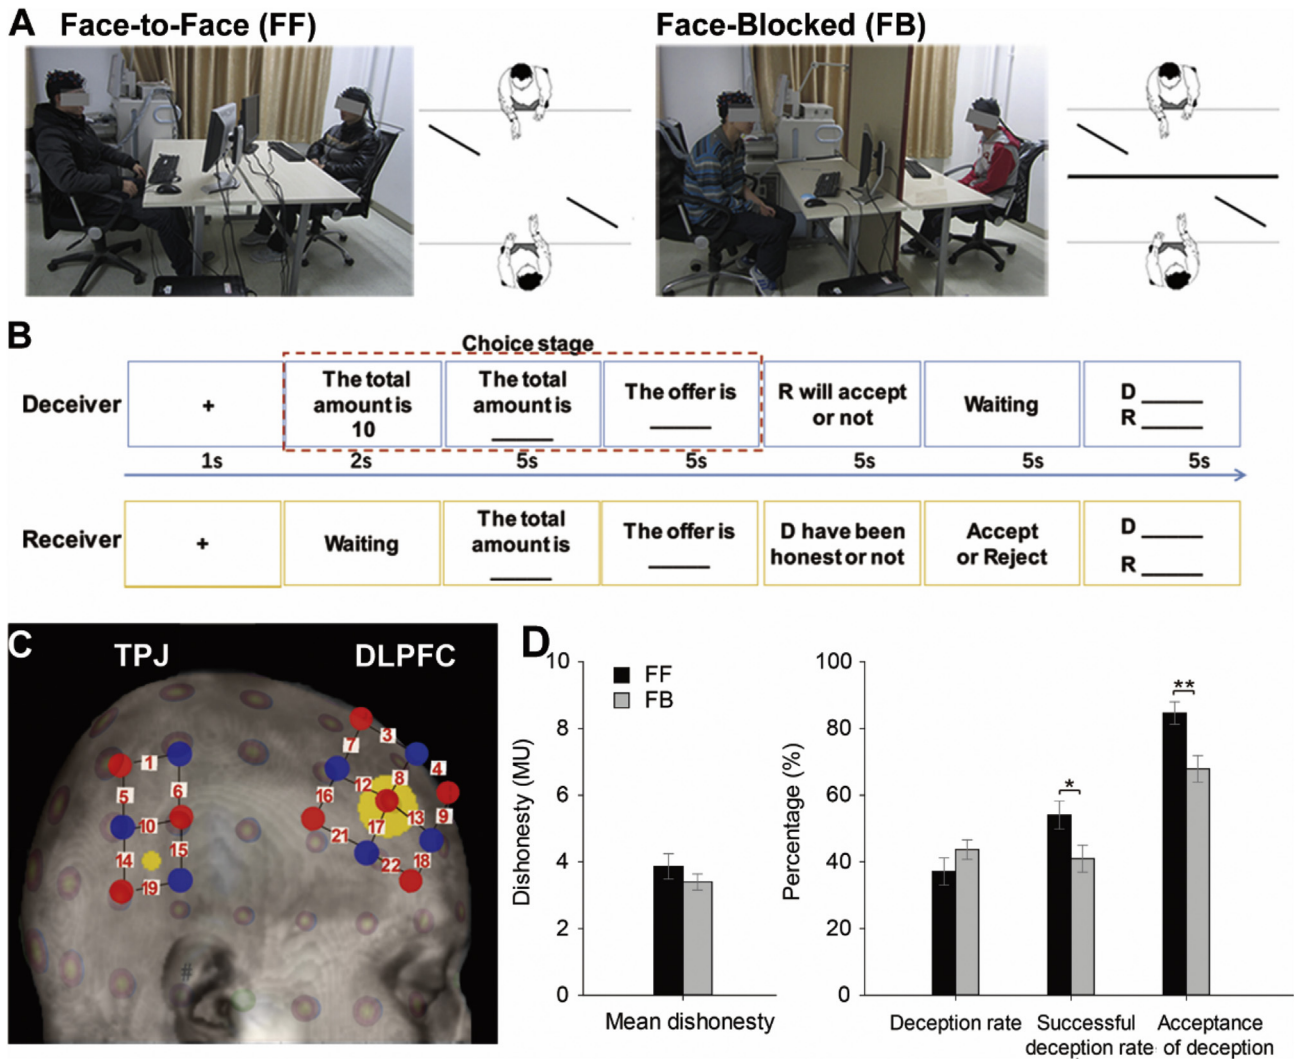 A Face-to-Face (FF)
Face-Blocked (FB)
B
Choice stage
Deceiver
+
The total
amount is
10
The total
amount is
The offer is
R will accept
or not
Waiting
D
R
1s 2s 5s 5s 5s 5s 5s
Receiver
+
Waiting
The total
amount is
The offer is
D have been
honest or not
Accept
or Reject
D
R
C
TPJ
DLPFC
1
5
6
10
14
15
19
3
7
4
8
12
16
13
9
17
21
18
22
#
D
Dishonesty (MU)
10
8
6
4
2
0
FF
FB
Mean dishonesty
Percentage (%)
100
80
60
40
20
0
*
**
Deception rate
Successful
deception rate
Acceptance
of deception